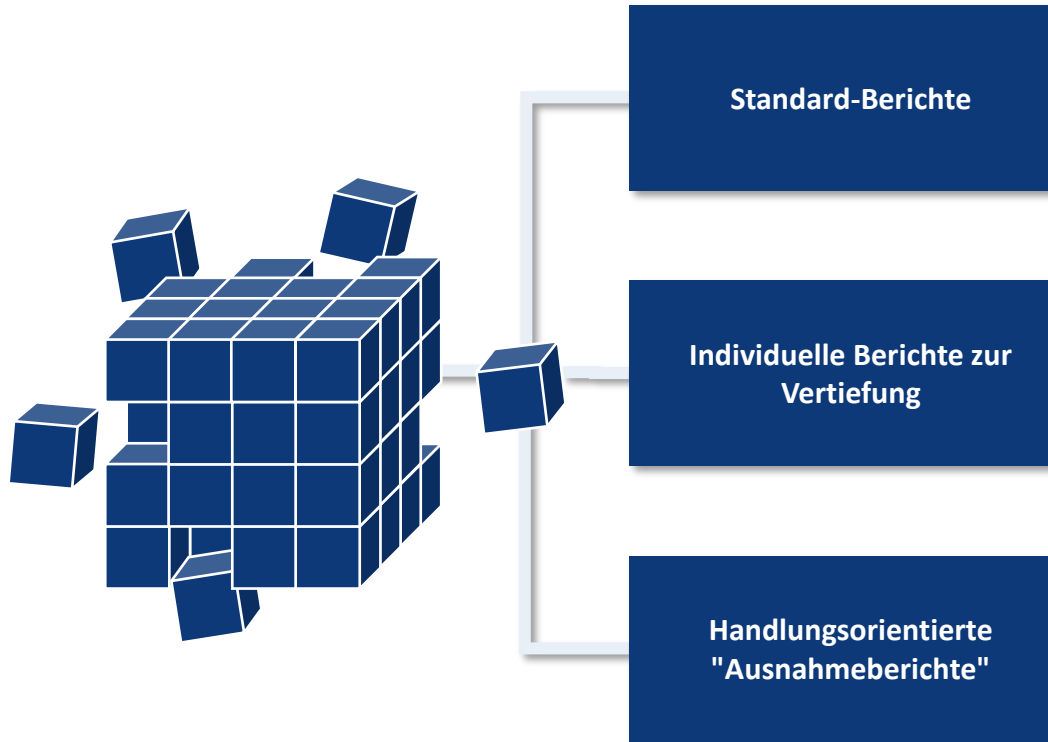 Standard-Berichte
Individuelle Berichte zur
Vertiefung
Handlungsorientierte
"Ausnahmeberichte"